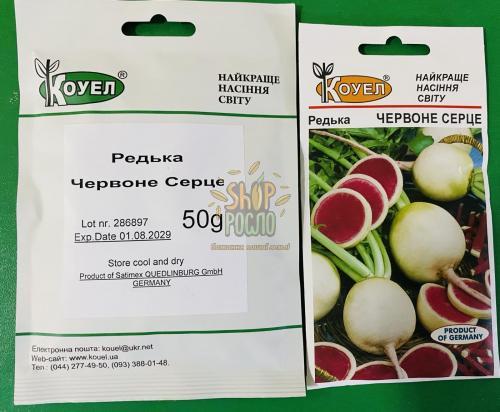 КОУЕЛ®
НАЙКРАЩЕ
НАСІННЯ
СВІТУ
Редька
Червоне Серце
50g
Lot nr. 286897
Exp.Date 01.08.2029
Store cool and dry
Product of Satimex QUEDLINBURG GmbH
GERMANY
Електронна пошта: kouel@ukr.net
Web-сайт: www.kouel.ua
Тел.: (044) 277-49-50, (093) 388-01-48.
КОУЕЛ®
НАЙКРАЩЕ
НАСІННЯ
СВІТУ
Редька ЧЕРВОНЕ СЕРЦЕ
PRODUCT
OF GERMANY
SHOP
РОСЛО